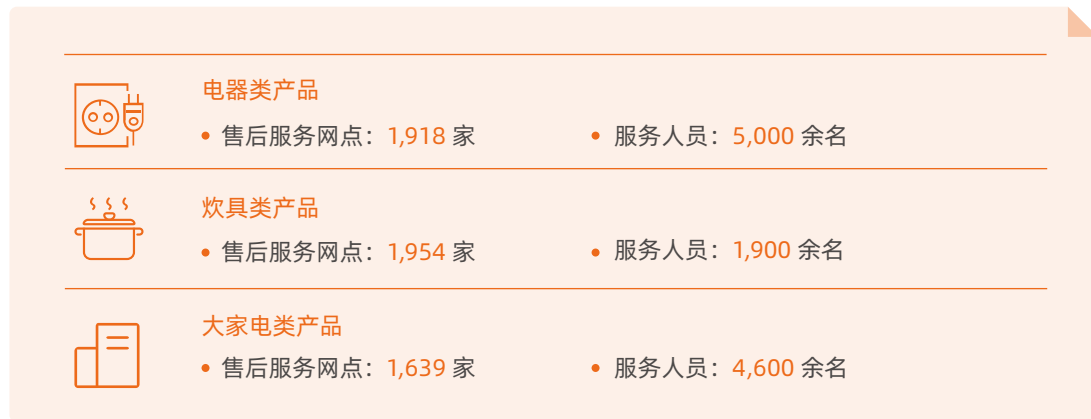 电器类产品
• 售后服务网点：1,918 家 • 服务人员：5,000 余名
炊具类产品
• 售后服务网点：1,954 家 • 服务人员：1,900 余名
大家电类产品
• 售后服务网点：1,639 家 • 服务人员：4,600 余名